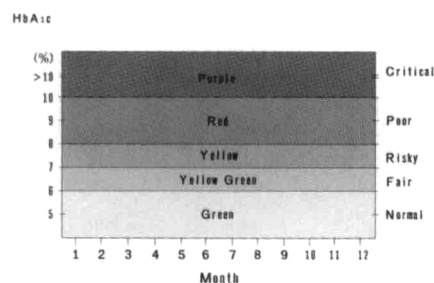 HbA1c
(%)
>10 Purple Critical
10
9 Red Poor
8
Yellow Risky
7
Yellow Green Fair
6
5 Green Normal
1 2 3 4 5 6 7 8 9 10 11 12
Month